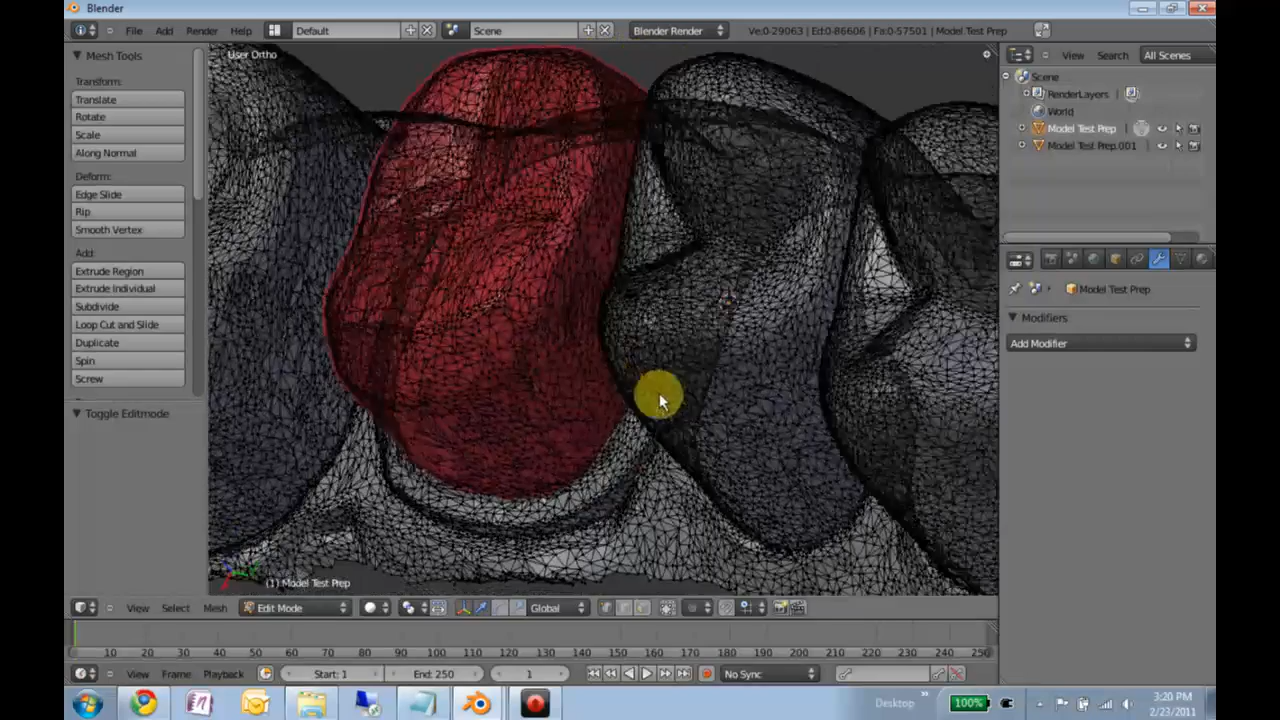 Blender
File Add Render Help Default Scene Blender Render Ve:0-29063 | Ed:0-86606 | Fa:0-57501 | Model Test Prep
Mesh Tools
Transform:
Translate
Rotate
Scale
Along Normal
Deform:
Edge Slide
Rip
Smooth Vertex
Add:
Extrude Region
Extrude Individual
Subdivide
Loop Cut and Slide
Duplicate
Spin
Screw
Toggle Editmode
User Ortho
(1) Model Test Prep
View Search All Scenes
Scene
RenderLayers
World
Model Test Prep
Model Test Prep.001
Model Test Prep
Modifiers
Add Modifier
View Select Mesh Edit Mode Global
10 20 30 40 50 60 70 80 90 100 110 120 130 140 150 160 170 180 190 200 210 220 230 240 250
View Frame Playback Start: 1 End: 250 1 No Sync
Desktop » 100% 3:20 PM
2/23/2011